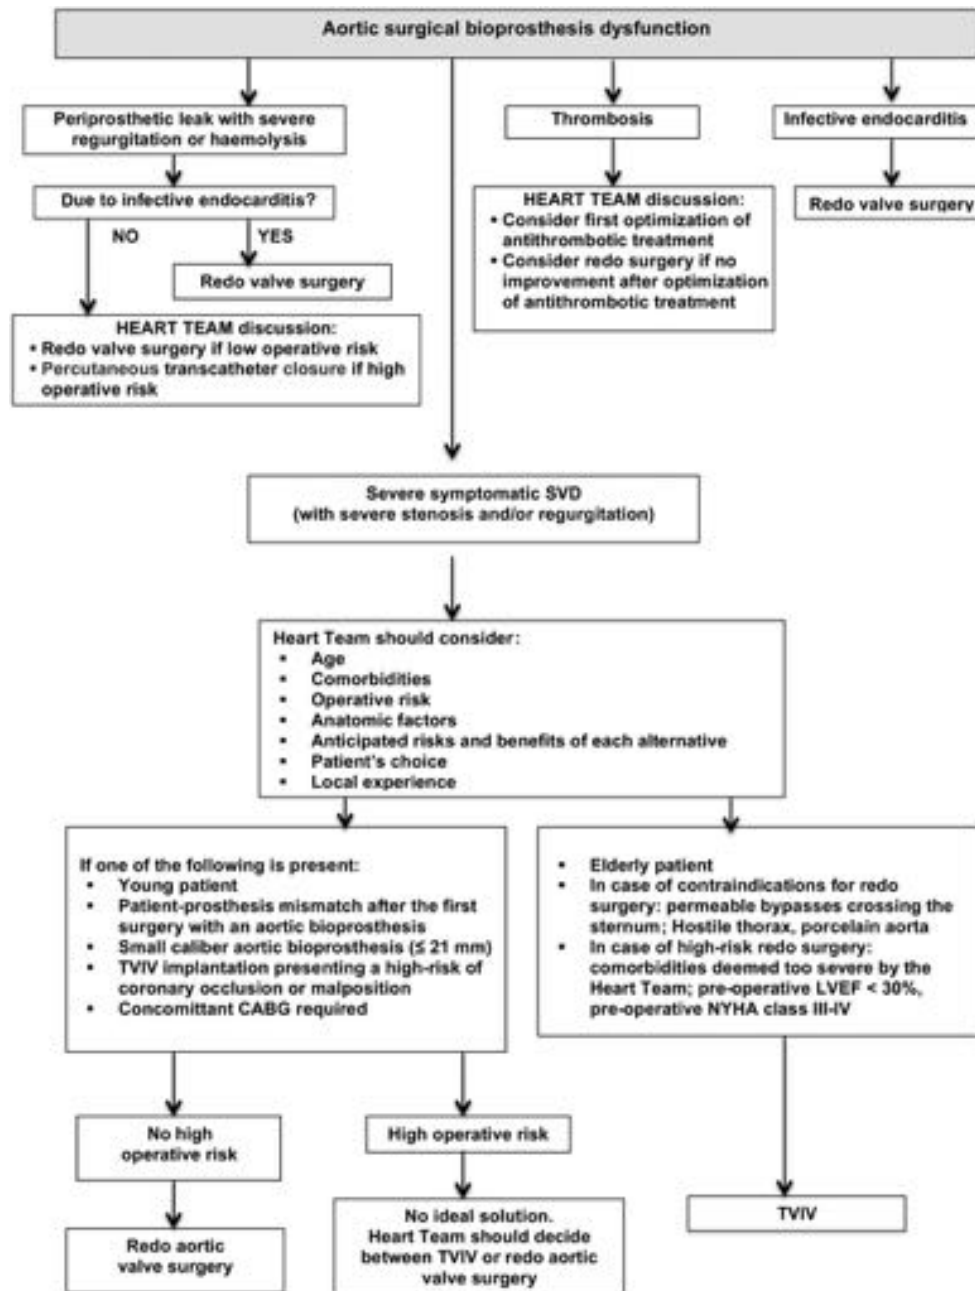 Aortic surgical bioprosthesis dysfunction
Periprosthetic leak with severe
regurgitation or haemolysis
Due to infective endocarditis?
NO
YES
Redo valve surgery
HEART TEAM discussion:
▪ Redo valve surgery if low operative risk
▪ Percutaneous transcatheter closure if high
operative risk
Thrombosis
HEART TEAM discussion:
▪ Consider first optimization of
antithrombotic treatment
▪ Consider redo surgery if no
improvement after optimization
of antithrombotic treatment
Infective endocarditis
Redo valve surgery
Severe symptomatic SVD
(with severe stenosis and/or regurgitation)
Heart Team should consider:
▪ Age
▪ Comorbidities
▪ Operative risk
▪ Anatomic factors
▪ Anticipated risks and benefits of each alternative
▪ Patient's choice
▪ Local experience
If one of the following is present:
▪ Young patient
▪ Patient-prosthesis mismatch after the first
surgery with an aortic bioprosthesis
▪ Small caliber aortic bioprosthesis (≤ 21 mm)
▪ TVIV implantation presenting a high-risk of
coronary occlusion or malposition
▪ Concomittant CABG required
▪ Elderly patient
▪ In case of contraindications for redo
surgery: permeable bypasses crossing the
sternum; Hostile thorax, porcelain aorta
▪ In case of high-risk redo surgery:
comorbidities deemed too severe by the
Heart Team; pre-operative LVEF < 30%,
pre-operative NYHA class III-IV
No high
operative risk
High operative risk
Redo aortic
valve surgery
No ideal solution.
Heart Team should decide
between TVIV or redo aortic
valve surgery
TVIV